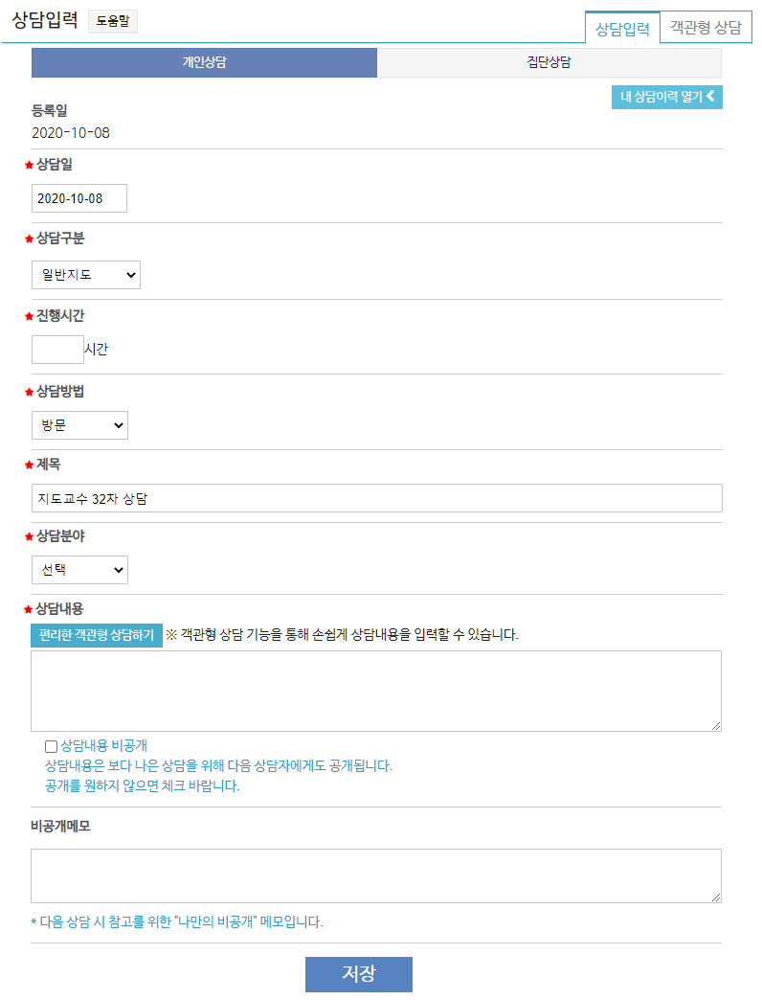 상담입력 도움말
상담입력 객관형 상담
개인상담 집단상담
내 상담이력 열기
등록일
2020-10-08
★상담일
2020-10-08
★상담구분
일반지도
★진행시간
시간
★상담방법
방문
★제목
지도교수 32차 상담
★상담분야
선택
★상담내용
편리한 객관형 상담하기 ※ 객관형 상담 기능을 통해 손쉽게 상담내용을 입력할 수 있습니다.
상담내용 비공개
상담내용은 보다 나은 상담을 위해 다음 상담자에게도 공개됩니다.
공개를 원하지 않으면 체크 바랍니다.
비공개메모
* 다음 상담 시 참고를 위한 "나만의 비공개" 메모입니다.
저장